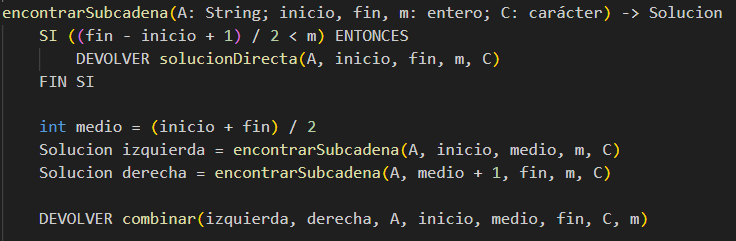 encontrarSubcadena(A: String; inicio, fin, m: entero; C: carácter) -> Solucion
    SI ((fin - inicio + 1) / 2 < m) ENTONCES
        DEVOLVER solucionDirecta(A, inicio, fin, m, C)
    FIN SI

    int medio = (inicio + fin) / 2
    Solucion izquierda = encontrarSubcadena(A, inicio, medio, m, C)
    Solucion derecha = encontrarSubcadena(A, medio + 1, fin, m, C)

    DEVOLVER combinar(izquierda, derecha, A, inicio, medio, fin, C, m)